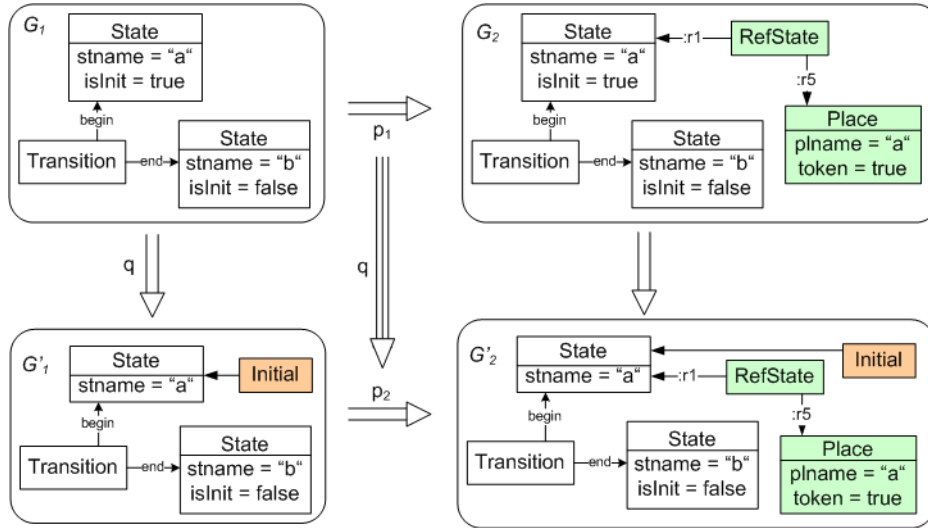 G1
State
stname = "a"
isInit = true
begin
Transition
end
State
stname = "b"
isInit = false
p1
G2
State
stname = "a"
isInit = true
:r1
RefState
:r5
Place
plname = "a"
token = true
begin
Transition
end
State
stname = "b"
isInit = false
q
q
G'1
State
stname = "a"
Initial
begin
Transition
end
State
stname = "b"
isInit = false
p2
G'2
State
stname = "a"
Initial
:r1
RefState
:r5
Place
plname = "a"
token = true
begin
Transition
end
State
stname = "b"
isInit = false